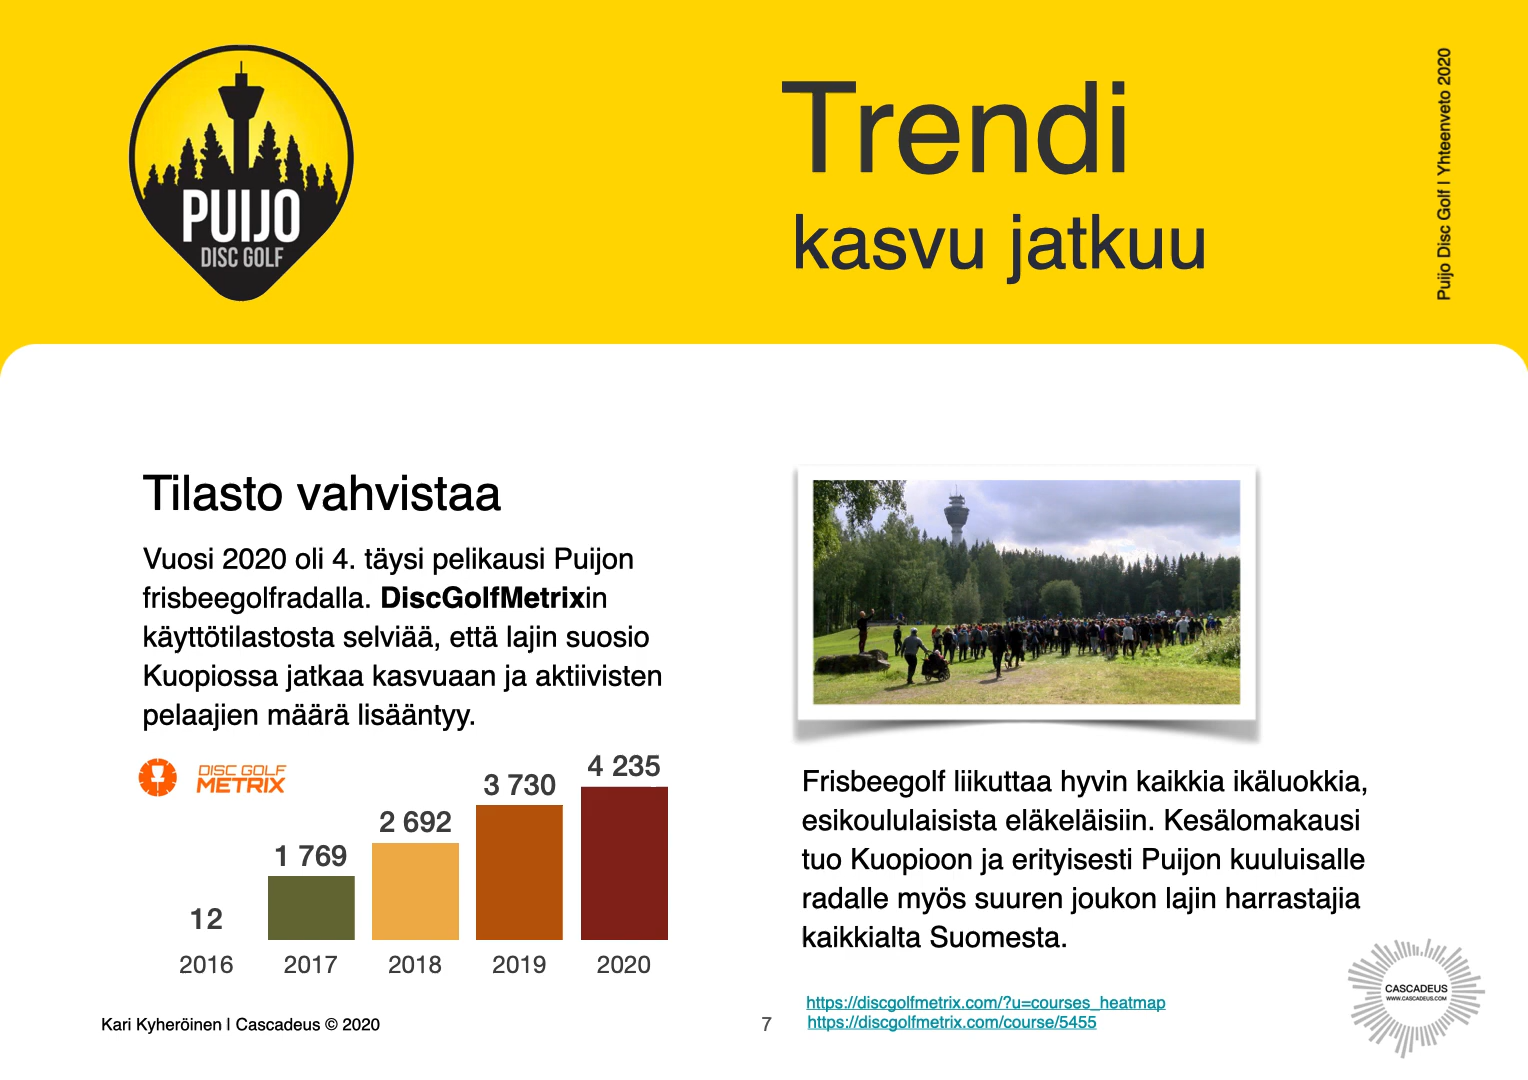 PUIJO
DISC GOLF
Trendi
kasvu jatkuu
Puijo Disc Golf | Yhteenveto 2020
Tilasto vahvistaa
Vuosi 2020 oli 4. täysi pelikausi Puijon
frisbeegolfradalla. DiscGolfMetrixin
käyttötilastosta selviää, että lajin suosio
Kuopiossa jatkaa kasvuaan ja aktiivisten
pelaajien määrä lisääntyy.
DISC GOLF
METRIX
12
1 769
2 692
3 730
4 235
2016
2017
2018
2019
2020
Frisbeegolf liikuttaa hyvin kaikkia ikäluokkia,
esikoululaisista eläkeläisiin. Kesälomakausi
tuo Kuopioon ja erityisesti Puijon kuuluisalle
radalle myös suuren joukon lajin harrastajia
kaikkialta Suomesta.
https://discgolfmetrix.com/?u=courses_heatmap
https://discgolfmetrix.com/course/5455
Kari Kyheröinen | Cascadeus © 2020
7
CASCADEUS
WWW.CASCADEUS.COM